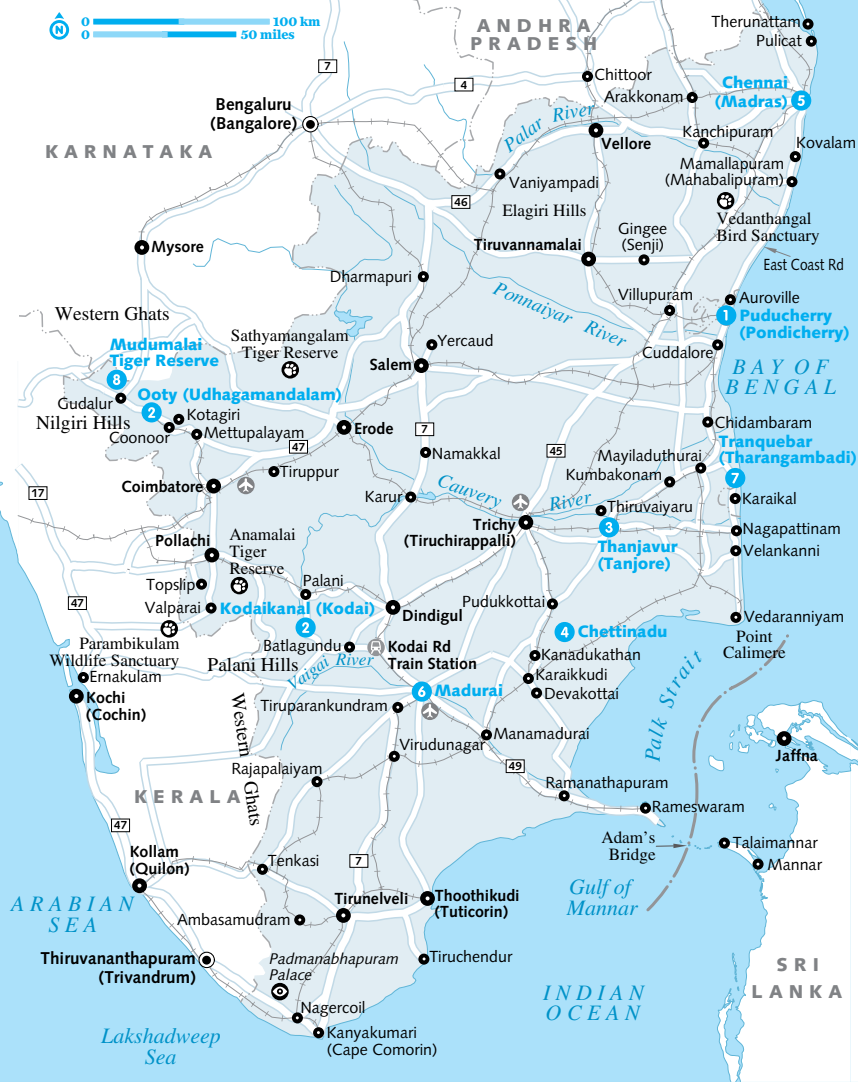 N
0
100 km
0
50 miles
ANDHRA
PRADESH
Therunattam
Pulicat
7
4
Chittoor
Arakkonam
Chennai
(Madras)
5
Bengaluru
(Bangalore)
KARNATAKA
Palar River
Vellore
Kanchipuram
Kovalam
Mamallapuram
(Mahabalipuram)
Vaniyampadi
46
Elagiri Hills
Vedanthangal
Bird Sanctuary
Gingee
(Senji)
Tiruvannamalai
Mysore
East Coast Rd
Dharmapuri
Ponnaiyar River
Villupuram
Auroville
1
Puducherry
(Pondicherry)
Western Ghats
Sathyamangalam
Tiger Reserve
Mudumalai
Tiger Reserve
8
Yercaud
Salem
Cuddalore
BAY OF
BENGAL
Ooty (Udhagamandalam)
2
Gudalur
Kotagiri
Nilgiri Hills
Coonoor
Mettupalayam
Erode
47
7
45
Chidambaram
Tranquebar
(Tharangambadi)
7
Namakkal
Mayiladuthurai
Kumbakonam
Tiruppur
Coimbatore
17
Karur
Cauvery River
Karaikal
Thiruvaiyaru
Trichy
(Tiruchirappalli)
3
Thanjavur
(Tanjore)
Nagapattinam
Velankanni
Pollachi
Anamalai
Tiger
Reserve
Topslip
Valparai
Palani
Kodaikanal (Kodai)
2
Dindigul
Pudukkottai
47
Vedaranniyam
Point
Calimere
4
Chettinadu
Parambikulam
Wildlife Sanctuary
Batlagundu
Kodai Rd
Train Station
Palani Hills
Vaigai River
Kanadukathan
Karaikkudi
Devakottai
Ernakulam
Kochi
(Cochin)
6
Madurai
Tiruparankundram
Palk Strait
Western Ghats
Virudunagar
Manamadurai
Jaffna
Rajapalaiyam
49
Ramanathapuram
Rameswaram
KERALA
47
Adam's
Bridge
Talaimannar
Mannar
Kollam
(Quilon)
Tenkasi
7
Gulf of
Mannar
ARABIAN
SEA
Tirunelveli
Thoothikudi
(Tuticorin)
Ambasamudram
Thiruvananthapuram
(Trivandrum)
Padmanabhapuram
Palace
Tiruchendur
SRI
LANKA
INDIAN
OCEAN
Nagercoil
Kanyakumari
(Cape Comorin)
Lakshadweep
Sea